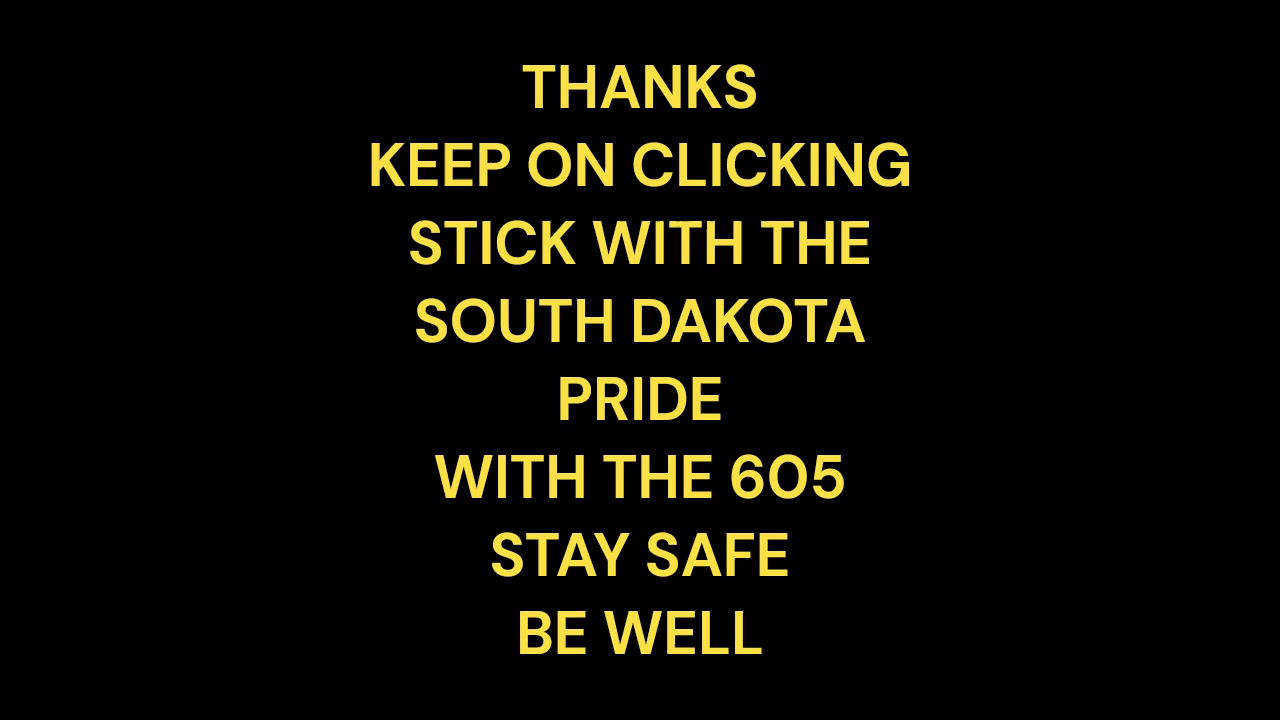 THANKS
KEEP ON CLICKING
STICK WITH THE
SOUTH DAKOTA
PRIDE
WITH THE 605
STAY SAFE
BE WELL